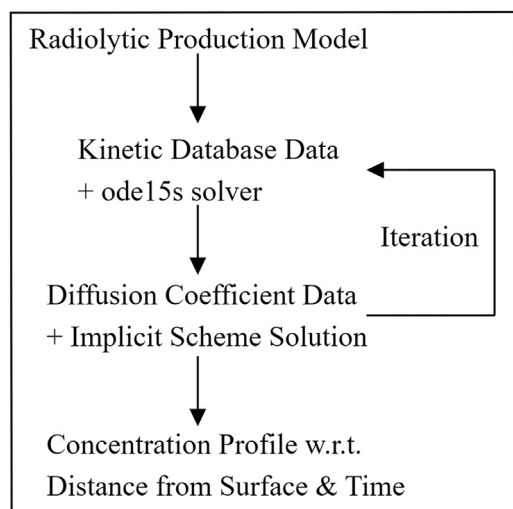 Radiolytic Production Model
Kinetic Database Data
+ ode15s solver
Iteration
Diffusion Coefficient Data
+ Implicit Scheme Solution
Concentration Profile w.r.t.
Distance from Surface & Time